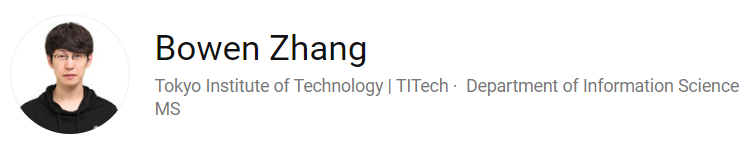 Bowen Zhang
Tokyo Institute of Technology | TITech · Department of Information Science
MS